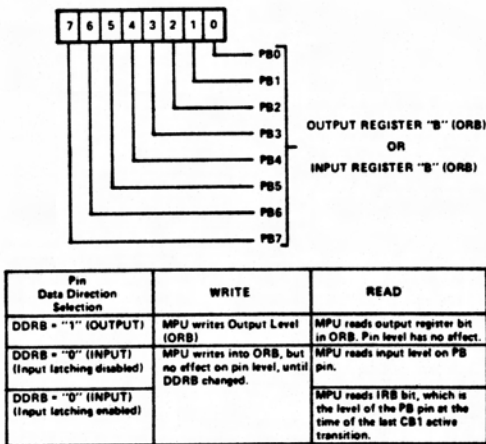 7 6 5 4 3 2 1 0
PB0
PB1
PB2
PB3
PB4
PB5
PB6
PB7
OUTPUT REGISTER "B" (ORB)
OR
INPUT REGISTER "B" (ORB)
Pin
Data Direction
Selection
WRITE
READ
DDRB = "1" (OUTPUT)
MPU writes Output Level
(ORB)
MPU reads output register bit
in ORB. Pin level has no effect.
DDRB = "0" (INPUT)
(Input latching disabled)
MPU writes into ORB, but
no effect on pin level, until
DDRB changed.
MPU reads input level on PB
pin.
DDRB = "0" (INPUT)
(Input latching enabled)
MPU reads IRB bit, which is
the level of the PB pin at the
time of the last CB1 active
transition.